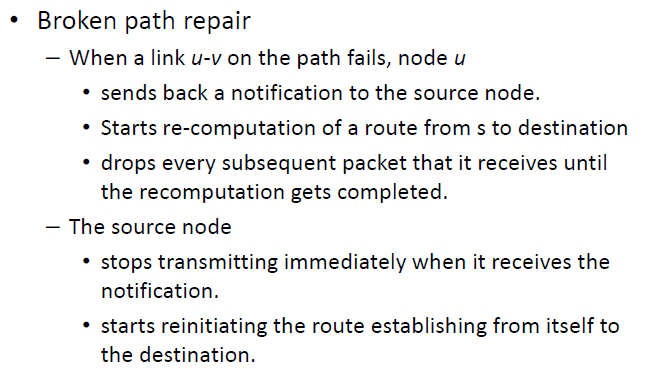 • Broken path repair
– When a link u-v on the path fails, node u
• sends back a notification to the source node.
• Starts re-computation of a route from s to destination
• drops every subsequent packet that it receives until
the recomputation gets completed.
– The source node
• stops transmitting immediately when it receives the
notification.
• starts reinitiating the route establishing from itself to
the destination.